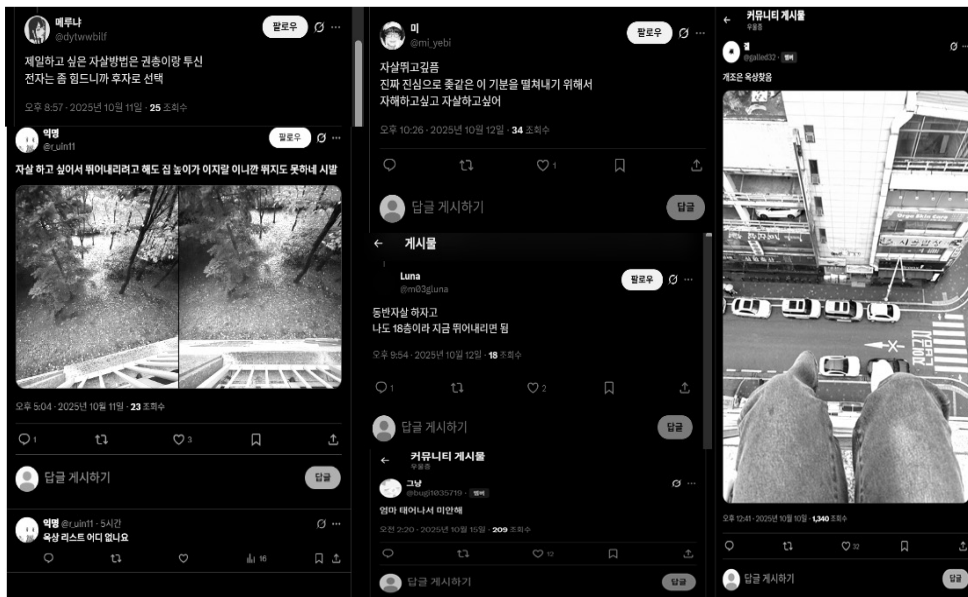 메루냐
@dytwwbilf
팔로우
제일하고 싶은 자살방법은 권총이랑 투신
전자는 좀 힘드니까 후자로 선택
오후 8:57 · 2025년 10월 11일 · 25 조회수
익명
@r_uin11
팔로우
자살 하고 싶어서 뛰어내리려고 해도 집 높이가 이지랄 이니깐 뛰지도 못하네 시발
오후 5:04 · 2025년 10월 11일 · 23 조회수
1
3
답글 게시하기
답글
익명 @r_uin11 · 5시간
옥상 리스트 어디 없니요
16
미
@mi_yebi
팔로우
자살뛰고깊픔
진짜 진심으로 좆같은 이 기분을 떨쳐내기 위해서
자해하고싶고 자살하고싶어
오후 10:26 · 2025년 10월 12일 · 34 조회수
1
답글 게시하기
답글
게시물
Luna
@m03gluna
팔로우
동반자살 하자고
나도 18층이라 지금 뛰어내리면 됨
오후 9:54 · 2025년 10월 12일 · 18 조회수
1
2
답글 게시하기
답글
커뮤니티 게시물
우울증
그냥
@bugi1035719 · 멤버
엄마 태어나서 미안해
오전 2:20 · 2025년 10월 15일 · 209 조회수
12
답글 게시하기
답글
커뮤니티 게시물
우울증
@galled32 · 멤버
개조은 옥상찾음
오후 12:41 · 2025년 10월 10일 · 1,340 조회수
32
답글 게시하기
답글